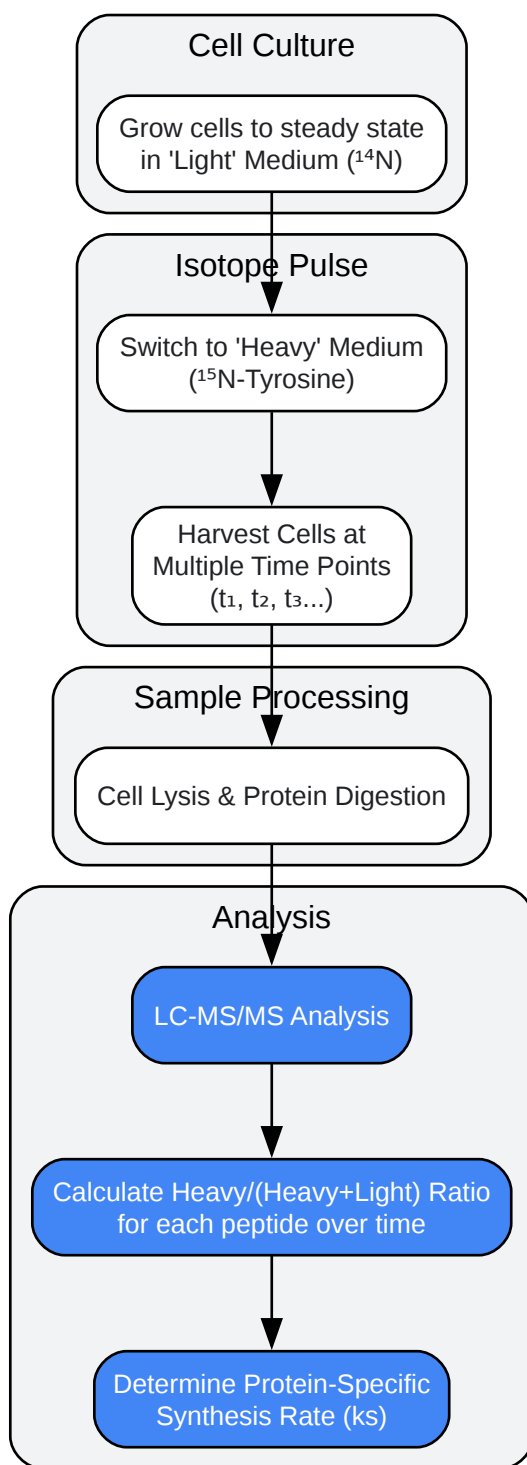 Cell Culture
Grow cells to steady state
in 'Light' Medium (¹⁴N)
Isotope Pulse
Switch to 'Heavy' Medium
(¹⁵N-Tyrosine)
Harvest Cells at
Multiple Time Points
(t₁, t₂, t₃...)
Sample Processing
Cell Lysis & Protein Digestion
Analysis
LC-MS/MS Analysis
Calculate Heavy/(Heavy+Light) Ratio
for each peptide over time
Determine Protein-Specific
Synthesis Rate (ks)